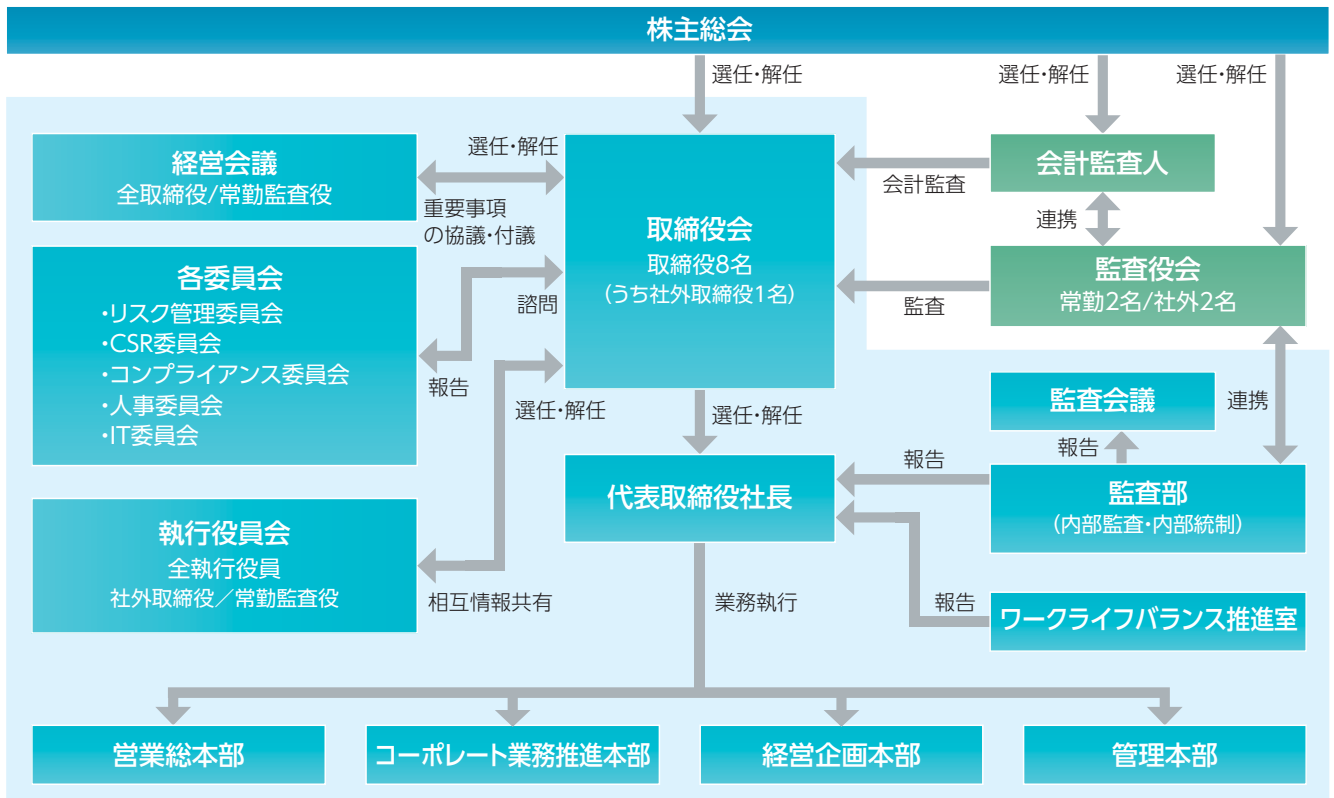 株主総会
選任・解任
選任・解任
選任・解任
経営会議
全取締役/常勤監査役
選任・解任
重要事項
の協議・付議
取締役会
取締役8名
(うち社外取締役1名)
会計監査
会計監査人
連携
監査
監査役会
常勤2名/社外2名
各委員会
・リスク管理委員会
・CSR委員会
・コンプライアンス委員会
・人事委員会
・IT委員会
諮問
報告
選任・解任
選任・解任
監査会議
連携
報告
報告
監査部
(内部監査・内部統制)
代表取締役社長
執行役員会
全執行役員
社外取締役／常勤監査役
相互情報共有
業務執行
報告
ワークライフバランス推進室
営業総本部
コーポレート業務推進本部
経営企画本部
管理本部